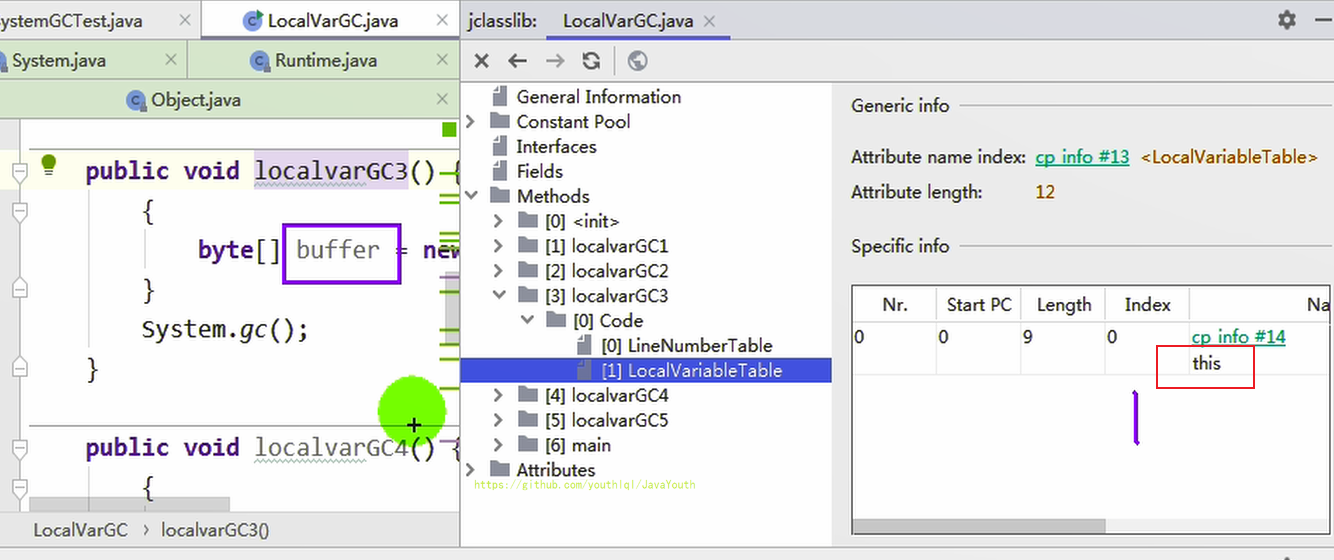 systemGCTest.java
LocalVarGC.java
jclasslib:
LocalVarGC.java
System.java
Runtime.java
Object.java
public void localvarGC3() {
{
byte[] buffer = new
}
System.gc();
}
public void localvarGC4() {
{
LocalVarGC › localvarGC3()
General Information
Constant Pool
Interfaces
Fields
Methods
[0] <init>
[1] localvarGC1
[2] localvarGC2
[3] localvarGC3
[0] Code
[0] LineNumberTable
[1] LocalVariableTable
[4] localvarGC4
[5] localvarGC5
[6] main
Attributes
https://github.com/youthlql/JavaYouth
Generic info
Attribute name index: cp info #13 <LocalVariableTable>
Attribute length: 12
Specific info
Nr. Start PC Length Index Na
0 0 9 0 cp info #14
this